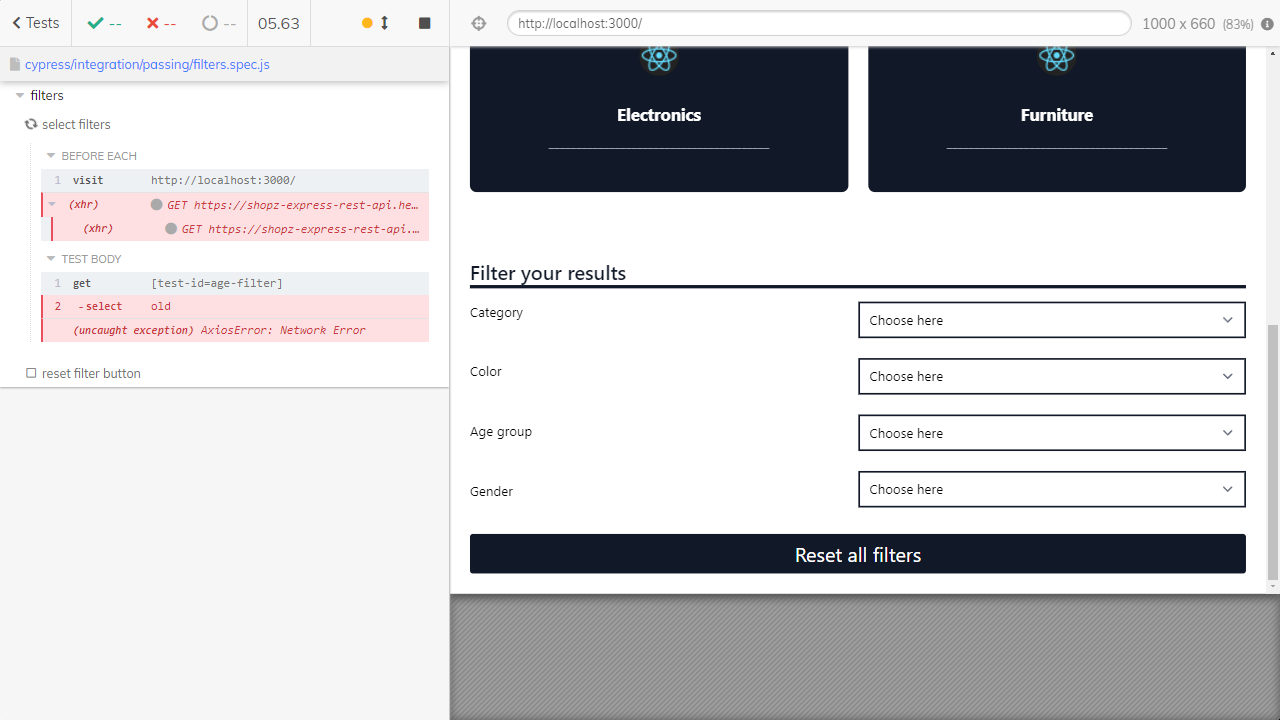 Tests
--
--
--
05.63
http://localhost:3000/
1000 x 660 (83%)
cypress/integration/passing/filters.spec.js
filters
select filters
BEFORE EACH
1 visit http://localhost:3000/
(xhr) GET https://shopz-express-rest-api.he…
(xhr) GET https://shopz-express-rest-api.…
TEST BODY
1 get [test-id=age-filter]
2 - select old
(uncaught exception) AxiosError: Network Error
reset filter button
Electronics
Furniture
Filter your results
Category Choose here
Color Choose here
Age group Choose here
Gender Choose here
Reset all filters